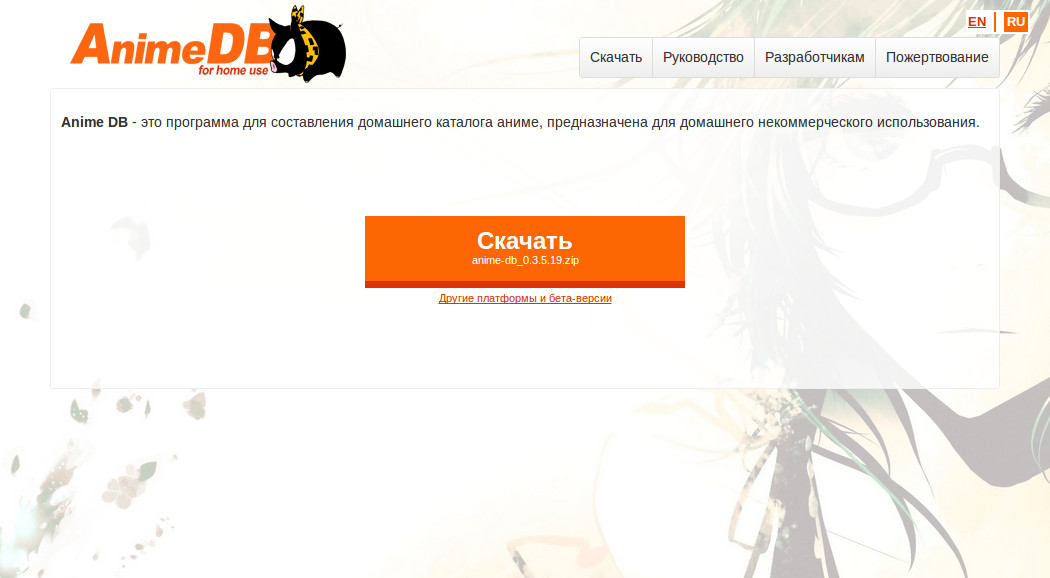 AnimeDB
for home use
EN | RU
Скачать Руководство Разработчикам Пожертвование
Anime DB - это программа для составления домашнего каталога аниме, предназначена для домашнего некоммерческого использования.
Скачать
anime-db_0.3.5.19.zip
Другие платформы и бета-версии